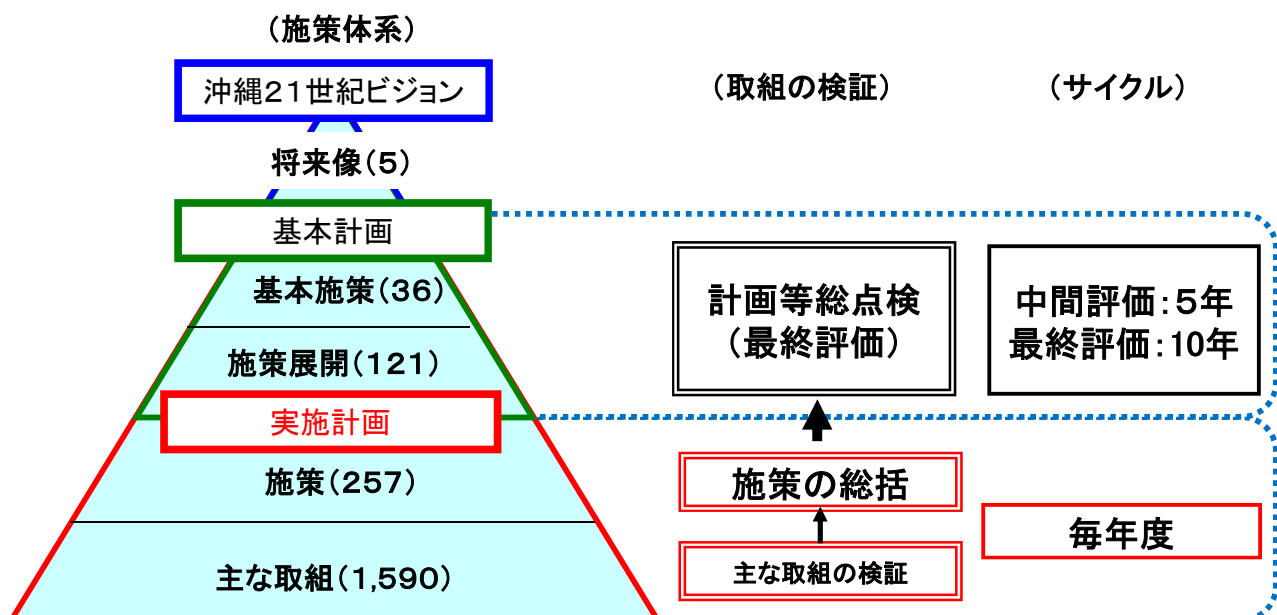 （施策体系）
沖縄２１世紀ビジョン
（取組の検証）
（サイクル）
将来像（５）
基本計画
基本施策（36）
施策展開（121）
計画等総点検
（最終評価）
中間評価：５年
最終評価：10年
実施計画
施策（257）
主な取組（1,590）
施策の総括
主な取組の検証
毎年度